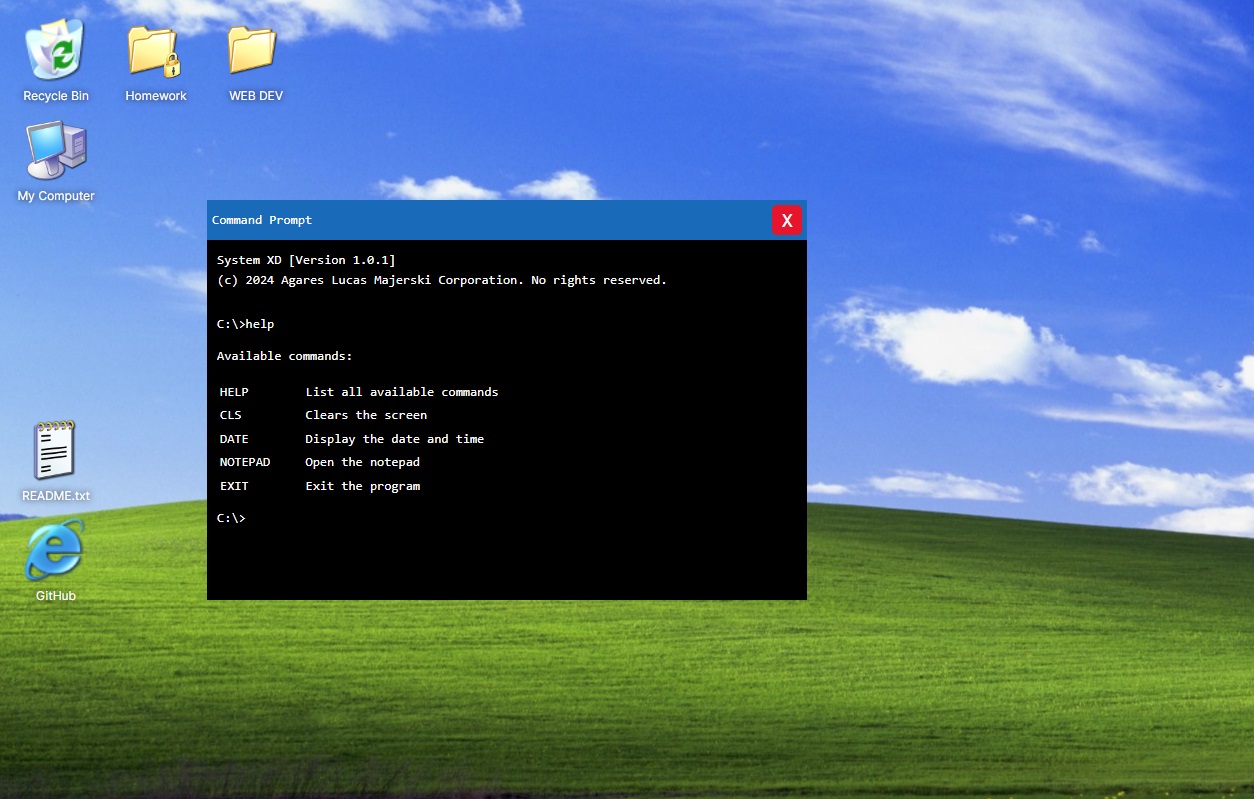 Recycle Bin
Homework
WEB DEV
My Computer
README.txt
GitHub
Command Prompt
X
System XD [Version 1.0.1]
(c) 2024 Agares Lucas Majerski Corporation. No rights reserved.
C:\>help
Available commands:
HELP List all available commands
CLS Clears the screen
DATE Display the date and time
NOTEPAD Open the notepad
EXIT Exit the program
C:\>